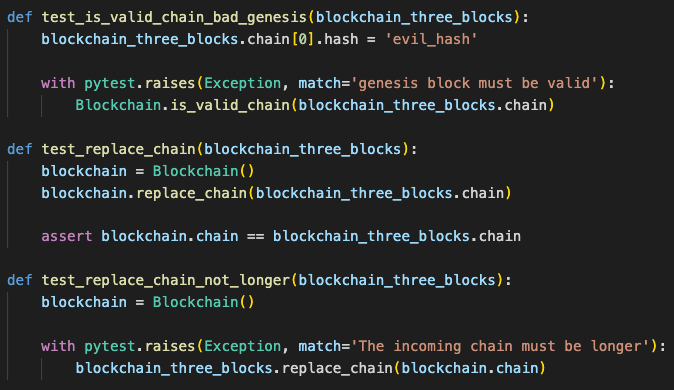 def test_is_valid_chain_bad_genesis(blockchain_three_blocks):
    blockchain_three_blocks.chain[0].hash = 'evil_hash'

    with pytest.raises(Exception, match='genesis block must be valid'):
        Blockchain.is_valid_chain(blockchain_three_blocks.chain)

def test_replace_chain(blockchain_three_blocks):
    blockchain = Blockchain()
    blockchain.replace_chain(blockchain_three_blocks.chain)

    assert blockchain.chain == blockchain_three_blocks.chain

def test_replace_chain_not_longer(blockchain_three_blocks):
    blockchain = Blockchain()

    with pytest.raises(Exception, match='The incoming chain must be longer'):
        blockchain_three_blocks.replace_chain(blockchain.chain)